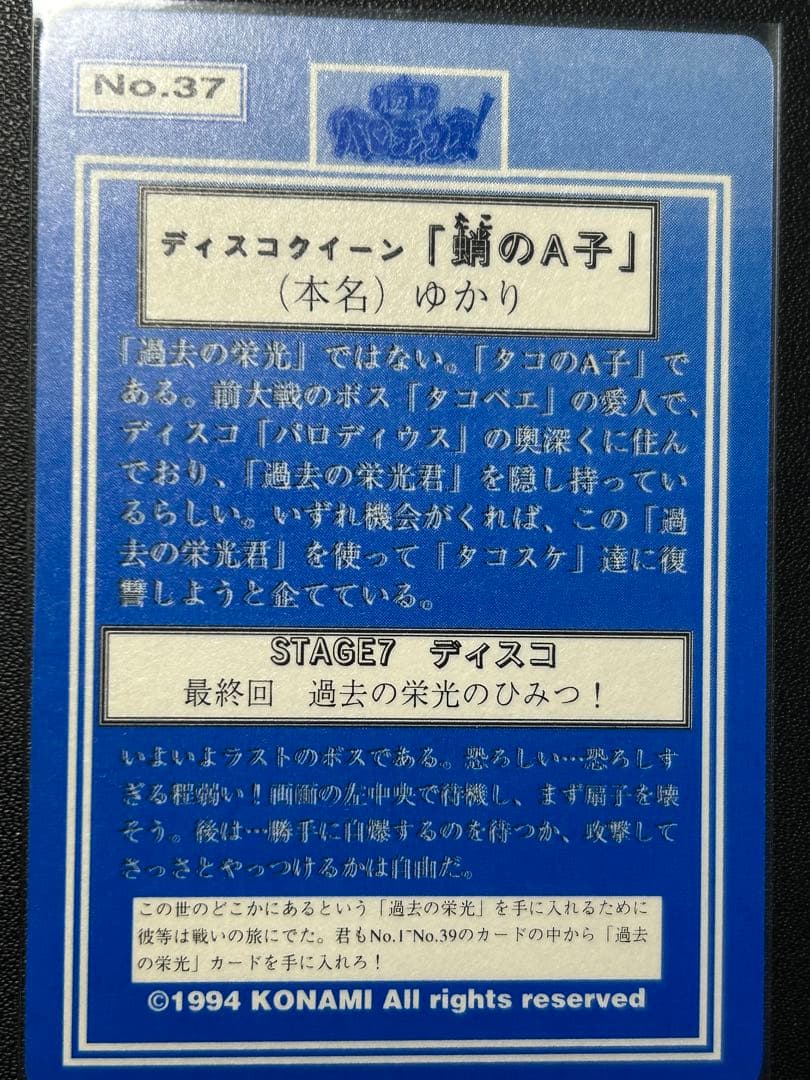 No.37
ディスコクイーン「蛸のA子」
たこ
(本名)ゆかり
「過去の栄光」ではない。「タコのA子」で
ある。前大戦のボス「タコベエ」の愛人で、
ディスコ「パロディウス」の奥深くに住ん
でおり、「過去の栄光君」を隠し持ってい
るらしい。いずれ機会がくれば、この「過
去の栄光君」を使って「タコスケ」達に復
讐しようと企てている。
STAGE7 ディスコ
最終回 過去の栄光のひみつ!
いよいよラストのボスである。恐ろしい…恐ろしす
ぎる程弱い!画面の左中央で待機し、まず扇子を壊
そう。後は…勝手に自爆するのを待つか、攻撃して
さっさとやっつけるかは自由だ。
この世のどこかにあるという「過去の栄光」を手に入れるために
彼等は戦いの旅にでた。君もNo.1~No.39のカードの中から「過去
の栄光」カードを手に入れろ!
©1994 KONAMI All rights reserved